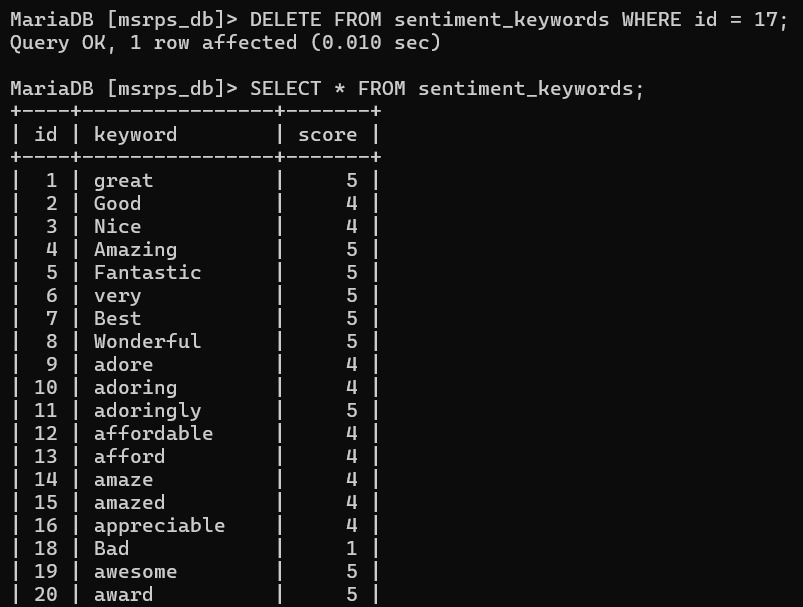 MariaDB [msrps_db]> DELETE FROM sentiment_keywords WHERE id = 17;
Query OK, 1 row affected (0.010 sec)
MariaDB [msrps_db]> SELECT * FROM sentiment_keywords;
+----+----------------+-------+
| id | keyword        | score |
+----+----------------+-------+
|  1 | great          |     5 |
|  2 | Good           |     4 |
|  3 | Nice           |     4 |
|  4 | Amazing        |     5 |
|  5 | Fantastic      |     5 |
|  6 | very           |     5 |
|  7 | Best           |     5 |
|  8 | Wonderful      |     5 |
|  9 | adore          |     4 |
| 10 | adoring        |     4 |
| 11 | adoringly      |     5 |
| 12 | affordable     |     4 |
| 13 | afford         |     4 |
| 14 | amaze          |     4 |
| 15 | amazed         |     4 |
| 16 | appreciable    |     4 |
| 18 | Bad            |     1 |
| 19 | awesome        |     5 |
| 20 | award          |     5 |